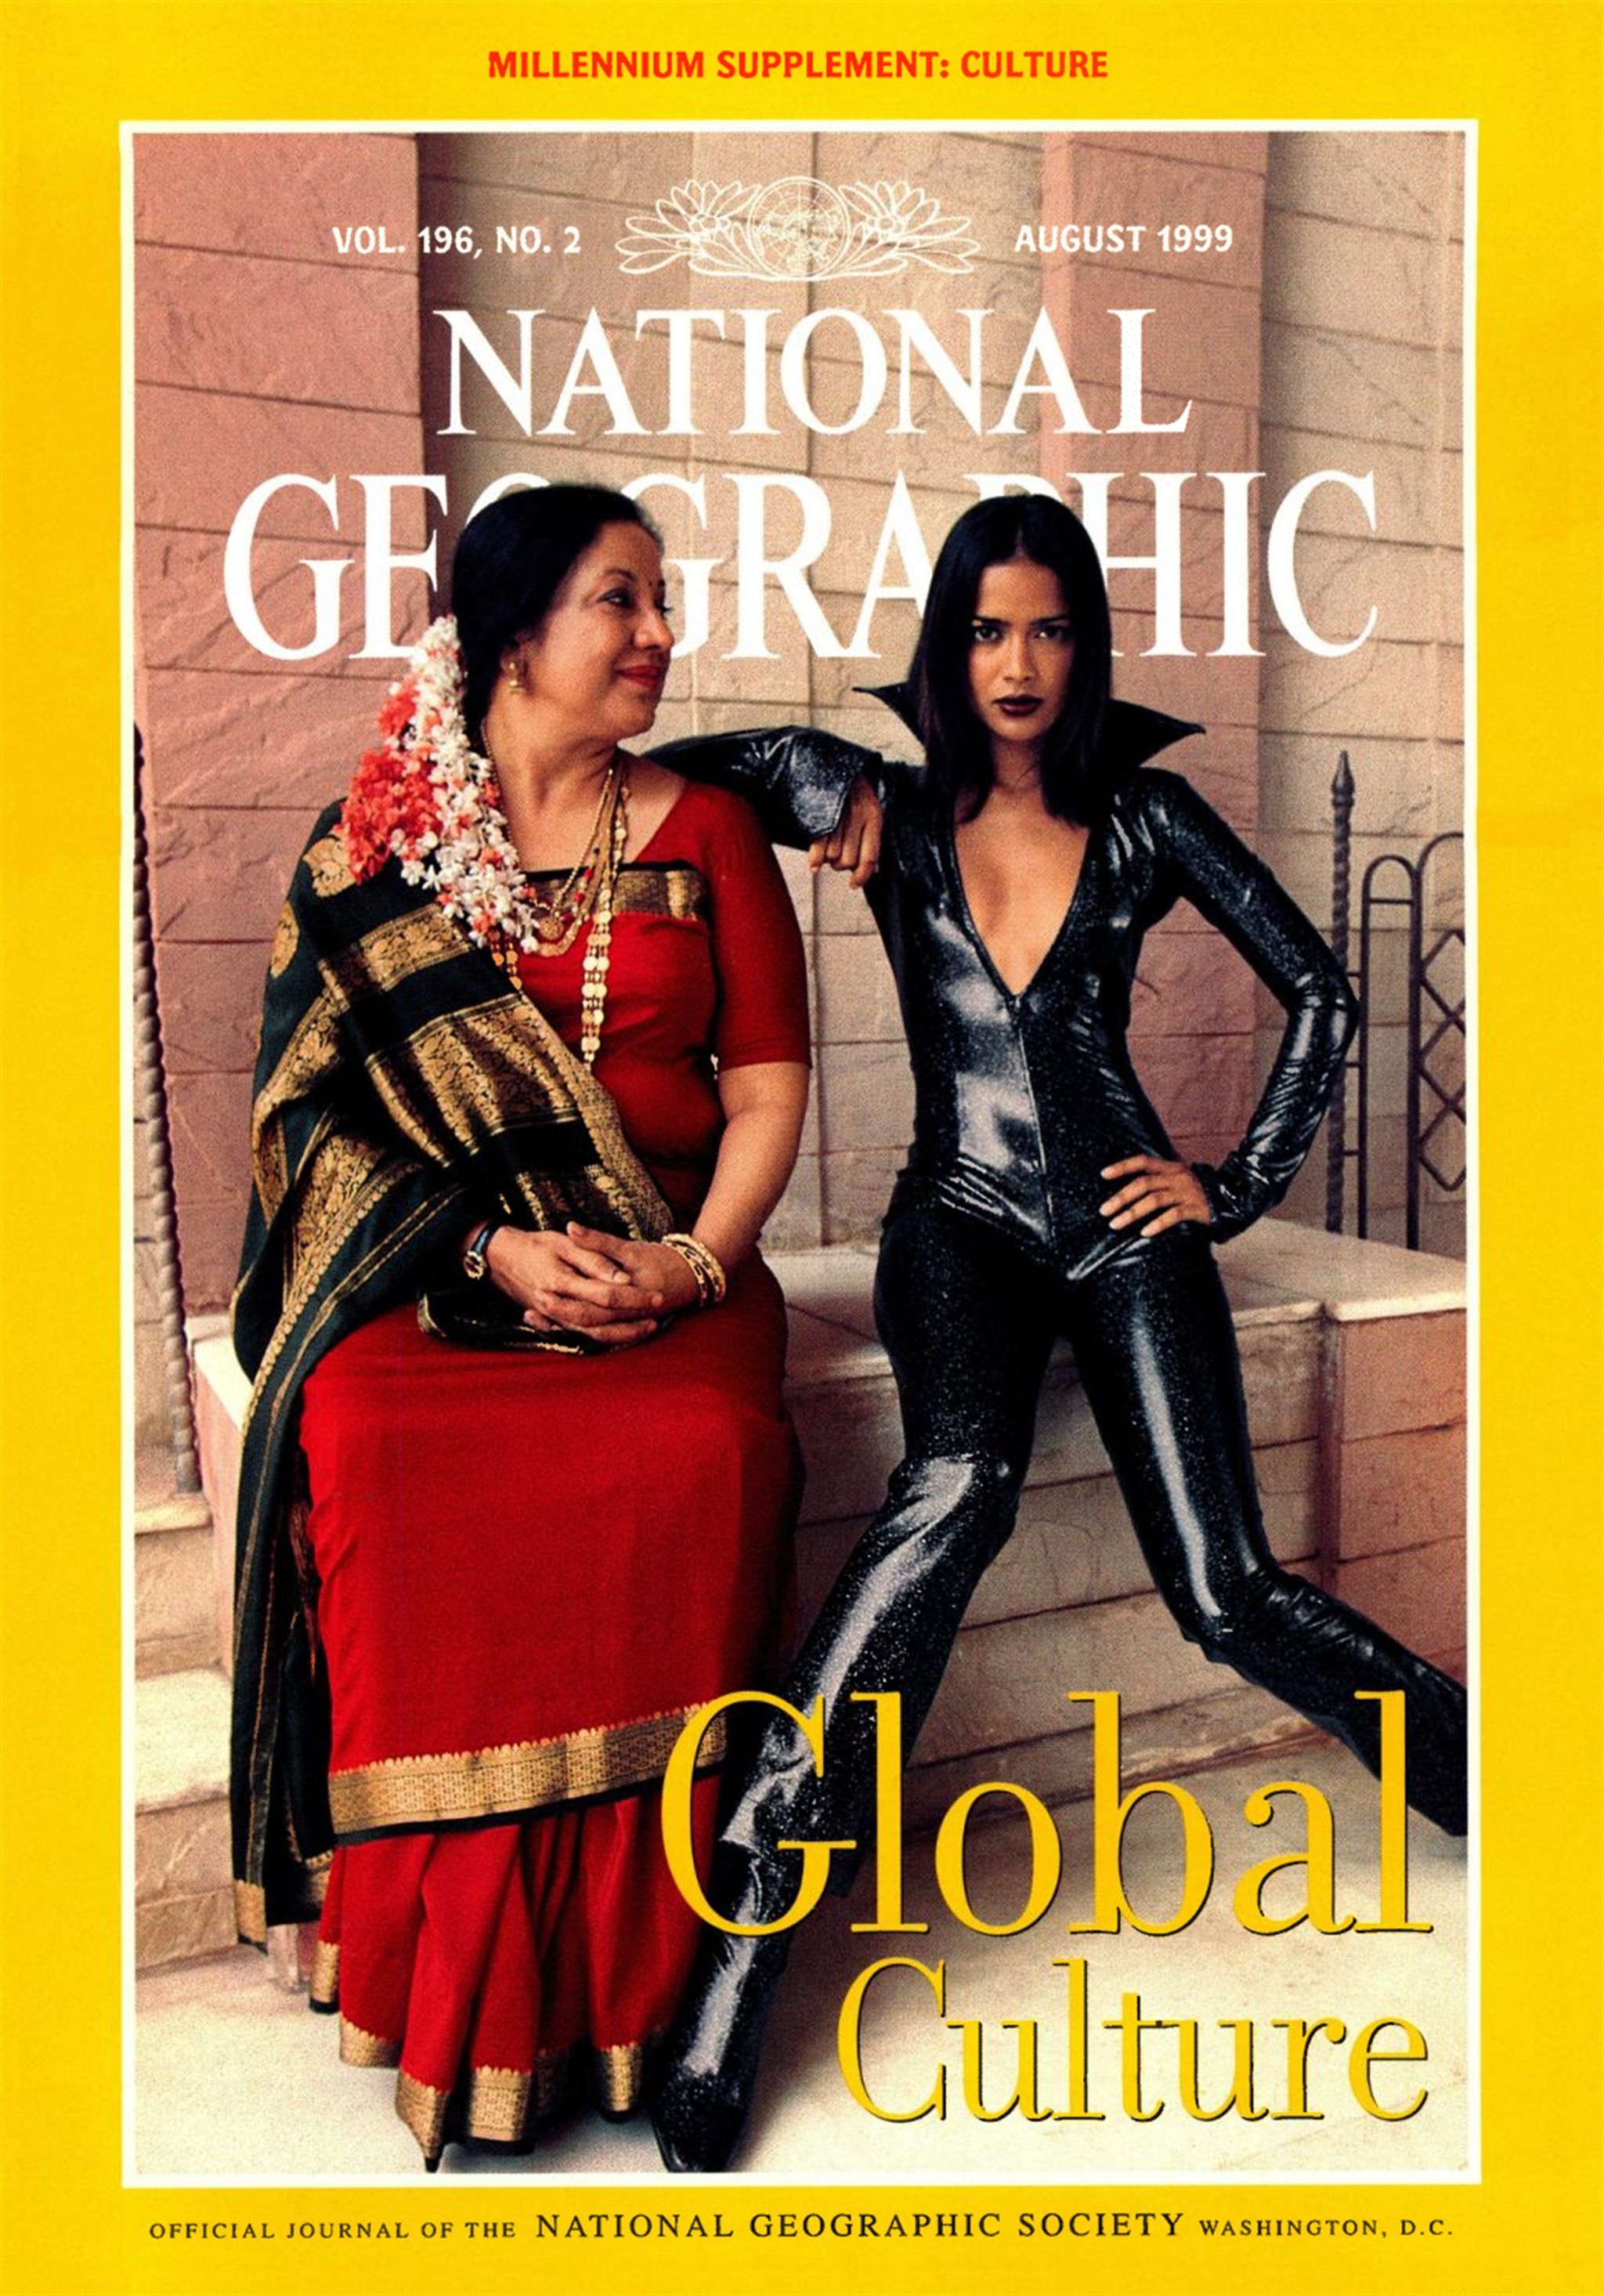 MILLENNIUM SUPPLEMENT: CULTURE
VOL. 196, NO. 2 AUGUST 1999
NATIONAL
GEOGRAPHIC
Global
Culture
OFFICIAL JOURNAL OF THE NATIONAL GEOGRAPHIC SOCIETY WASHINGTON, D.C.